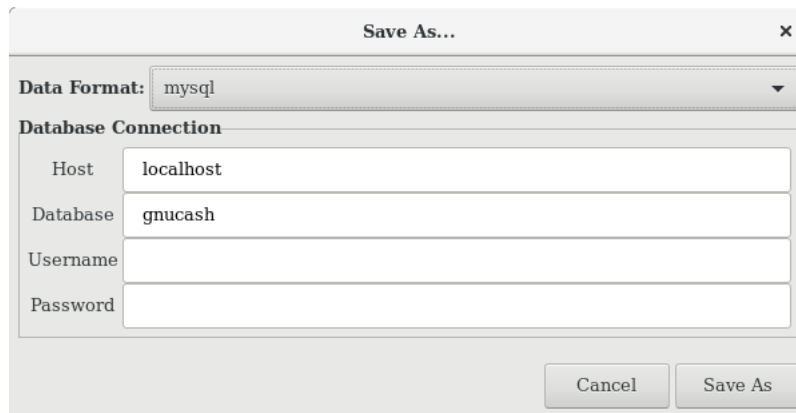 Save As...
Data Format: mysql
Database Connection
Host localhost
Database gnucash
Username
Password
Cancel Save As